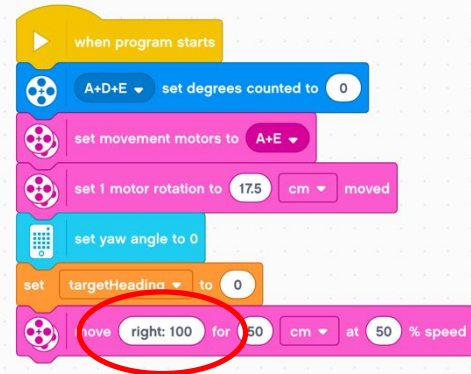 when program starts
A+D+E set degrees counted to 0
set movement motors to A+E
set 1 motor rotation to 17.5 cm moved
set yaw angle to 0
set targetHeading to 0
move right: 100 for 50 cm at 50 % speed